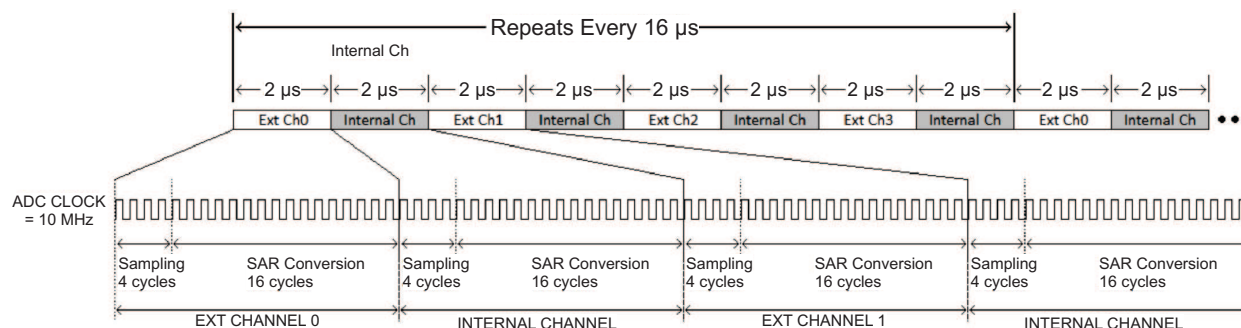 Repeats Every 16 µs
Internal Ch
2 µs 2 µs 2 µs 2 µs 2 µs 2 µs 2 µs 2 µs 2 µs 2 µs
Ext Ch0 Internal Ch Ext Ch1 Internal Ch Ext Ch2 Internal Ch Ext Ch3 Internal Ch Ext Ch0 Internal Ch
ADC CLOCK
= 10 MHz
Sampling SAR Conversion Sampling SAR Conversion Sampling SAR Conversion Sampling SAR Conversion
4 cycles 16 cycles 4 cycles 16 cycles 4 cycles 16 cycles 4 cycles 16 cycles
EXT CHANNEL 0 INTERNAL CHANNEL EXT CHANNEL 1 INTERNAL CHANNEL